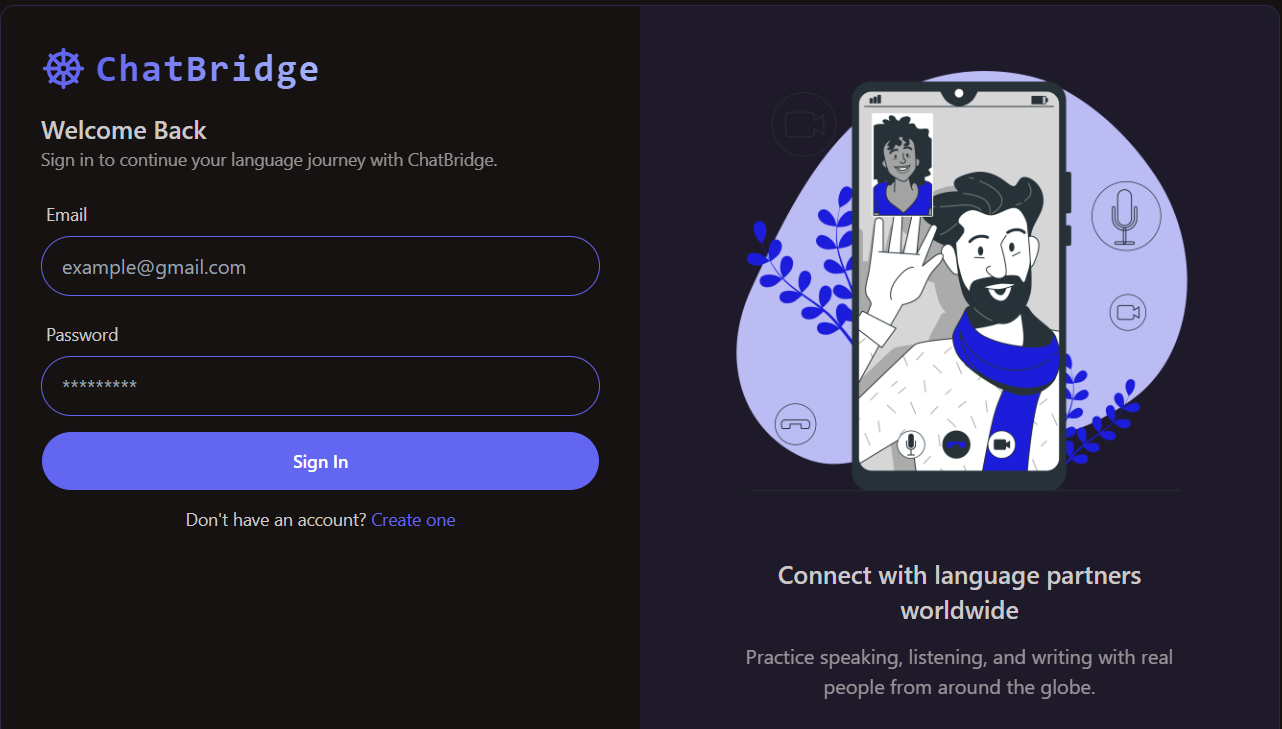 ChatBridge
Welcome Back
Sign in to continue your language journey with ChatBridge.
Email
example@gmail.com
Password
*********
Sign In
Don't have an account? Create one
Connect with language partners
worldwide
Practice speaking, listening, and writing with real
people from around the globe.